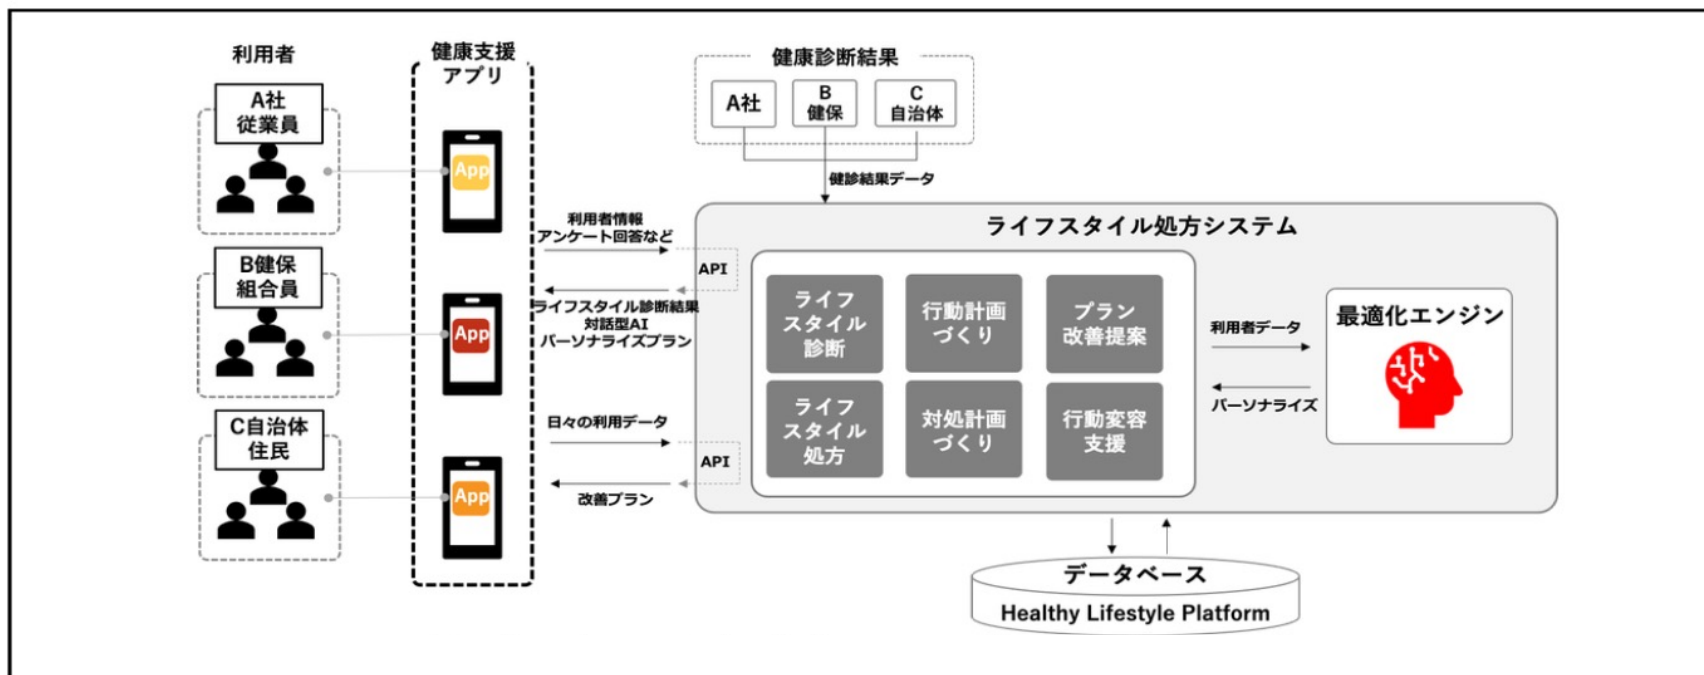 利用者
A社
従業員
B健保
組合員
C自治体
住民
健康支援
アプリ
App
App
App
健康診断結果
A社
B
健保
C
自治体
健診結果データ
利用者情報
アンケート回答など
API
ライフスタイル診断結果
対話型AI
パーソナライズプラン
日々の利用データ
API
改善プラン
ライフスタイル処方システム
ライフ
スタイル
診断
行動計画
づくり
プラン
改善提案
ライフ
スタイル
処方
対処計画
づくり
行動変容
支援
利用者データ
パーソナライズ
最適化エンジン
データベース
Healthy Lifestyle Platform